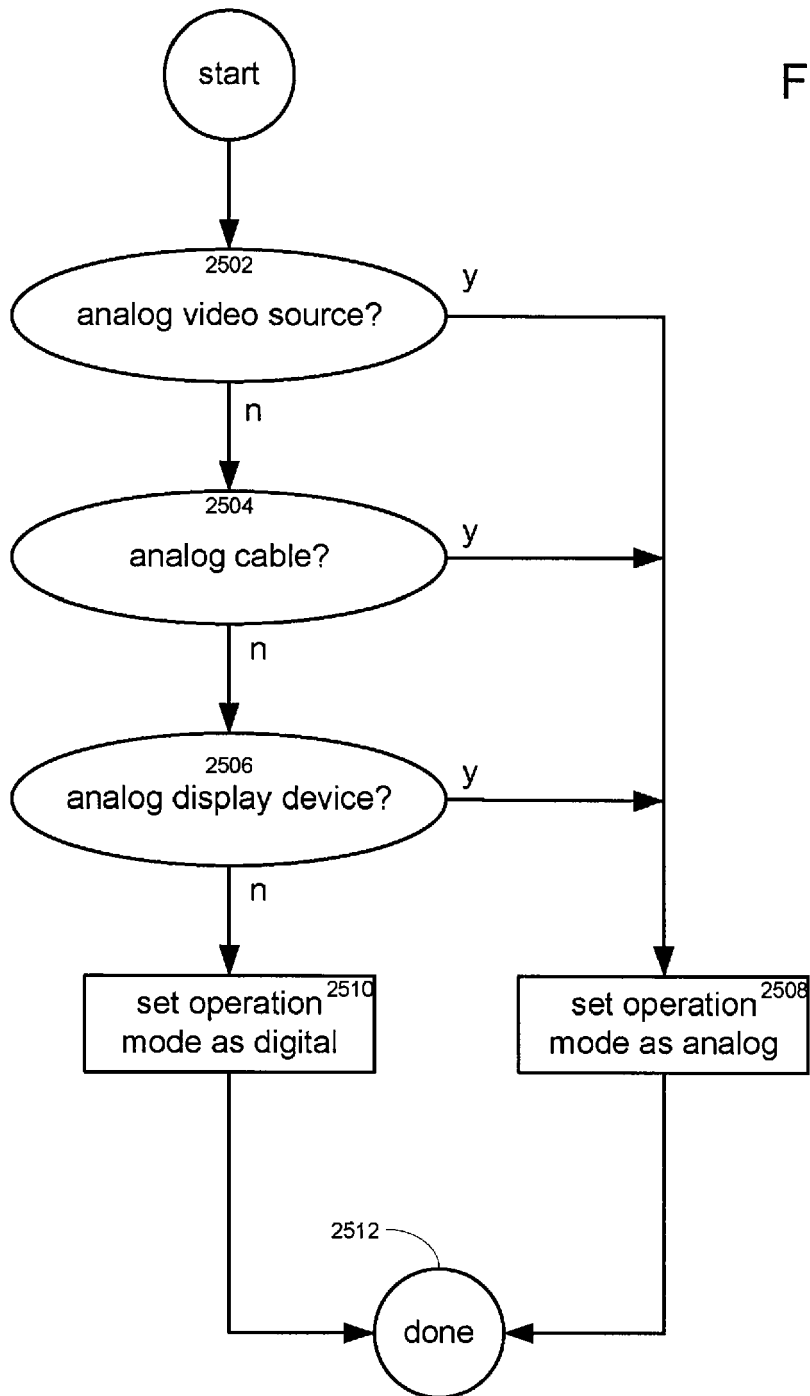 start
F
2502
analog video source?
y
n
2504
analog cable?
y
n
2506
analog display device?
y
n
set operation 2510
mode as digital
set operation 2508
mode as analog
2512
done